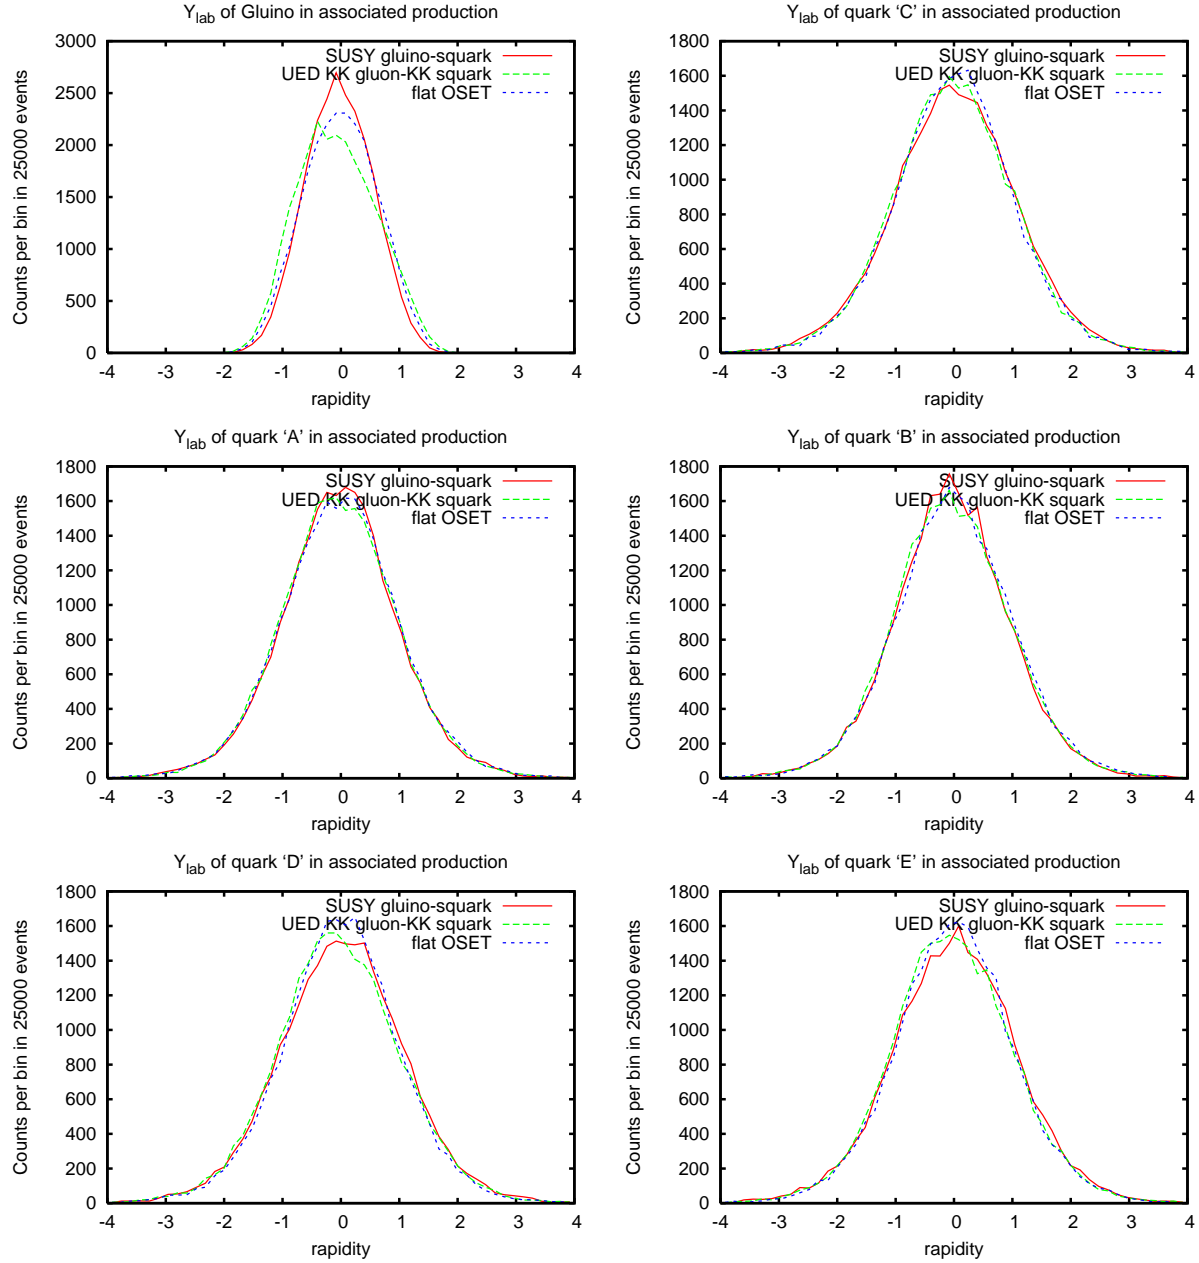 Y_lab of Gluino in associated production
SUSY gluino-squark
UED KK gluon-KK squark
flat OSET
Counts per bin in 25000 events
3000
2500
2000
1500
1000
500
0
-4 -3 -2 -1 0 1 2 3 4
rapidity
Y_lab of quark ‘C’ in associated production
SUSY gluino-squark
UED KK gluon-KK squark
flat OSET
Counts per bin in 25000 events
1800
1600
1400
1200
1000
800
600
400
200
0
-4 -3 -2 -1 0 1 2 3 4
rapidity
Y_lab of quark ‘A’ in associated production
SUSY gluino-squark
UED KK gluon-KK squark
flat OSET
Counts per bin in 25000 events
1800
1600
1400
1200
1000
800
600
400
200
0
-4 -3 -2 -1 0 1 2 3 4
rapidity
Y_lab of quark ‘B’ in associated production
SUSY gluino-squark
UED KK gluon-KK squark
flat OSET
Counts per bin in 25000 events
1800
1600
1400
1200
1000
800
600
400
200
0
-4 -3 -2 -1 0 1 2 3 4
rapidity
Y_lab of quark ‘D’ in associated production
SUSY gluino-squark
UED KK gluon-KK squark
flat OSET
Counts per bin in 25000 events
1800
1600
1400
1200
1000
800
600
400
200
0
-4 -3 -2 -1 0 1 2 3 4
rapidity
Y_lab of quark ‘E’ in associated production
SUSY gluino-squark
UED KK gluon-KK squark
flat OSET
Counts per bin in 25000 events
1800
1600
1400
1200
1000
800
600
400
200
0
-4 -3 -2 -1 0 1 2 3 4
rapidity